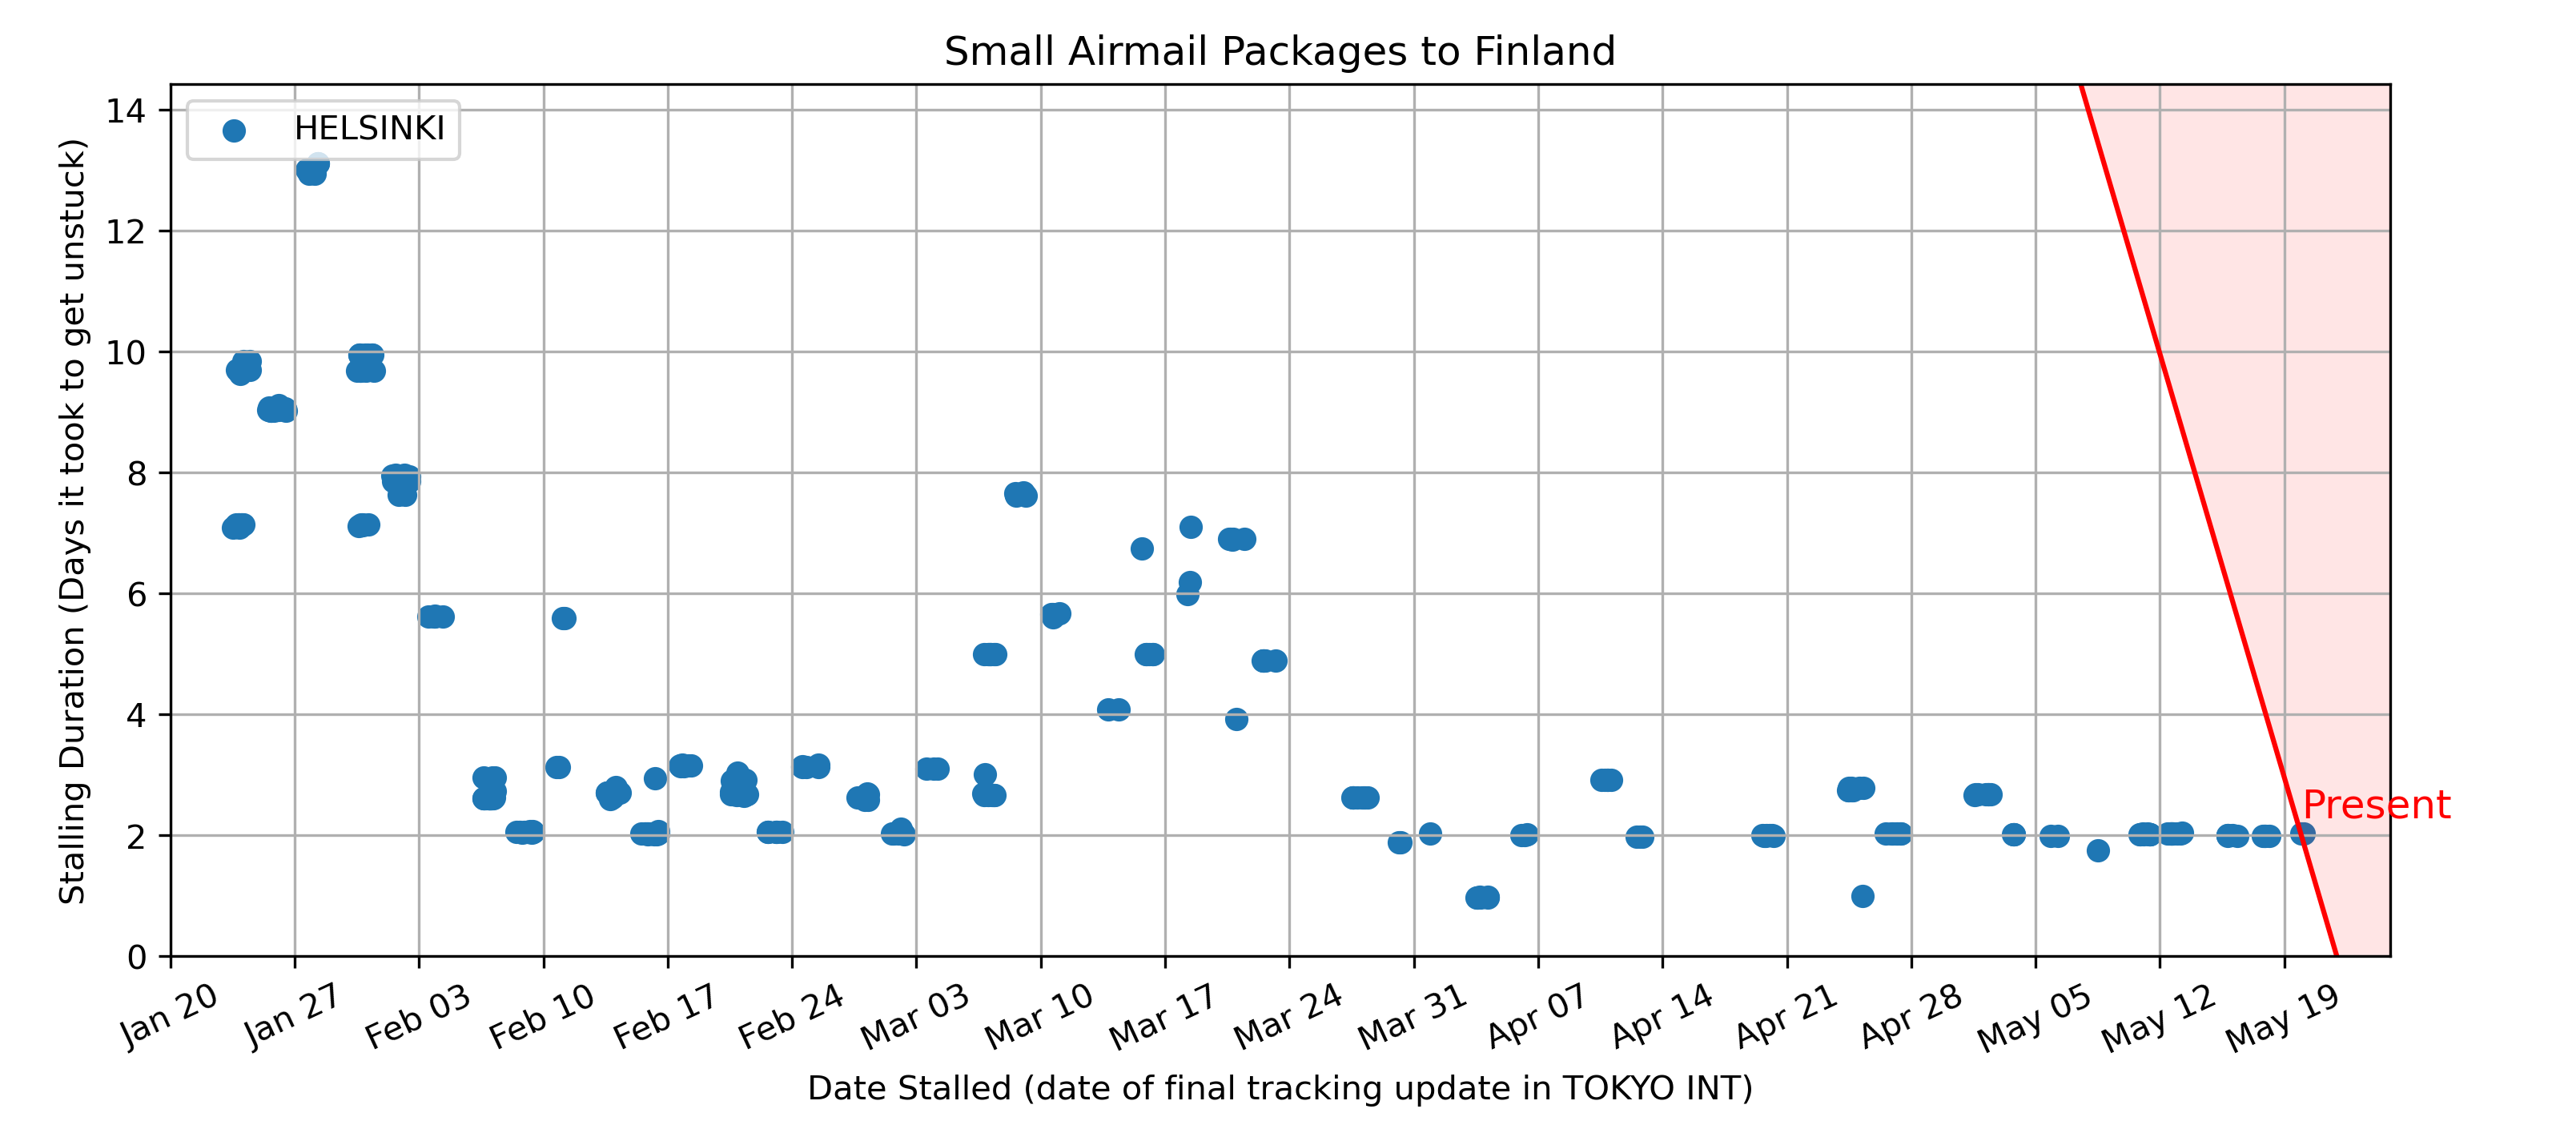 Small Airmail Packages to Finland
HELSINKI
Stalling Duration (Days it took to get unstuck)
14
12
10
8
6
4
2
0
Present
Jan 20
Jan 27
Feb 03
Feb 10
Feb 17
Feb 24
Mar 03
Mar 10
Mar 17
Mar 24
Mar 31
Apr 07
Apr 14
Apr 21
Apr 28
May 05
May 12
May 19
Date Stalled (date of final tracking update in TOKYO INT)